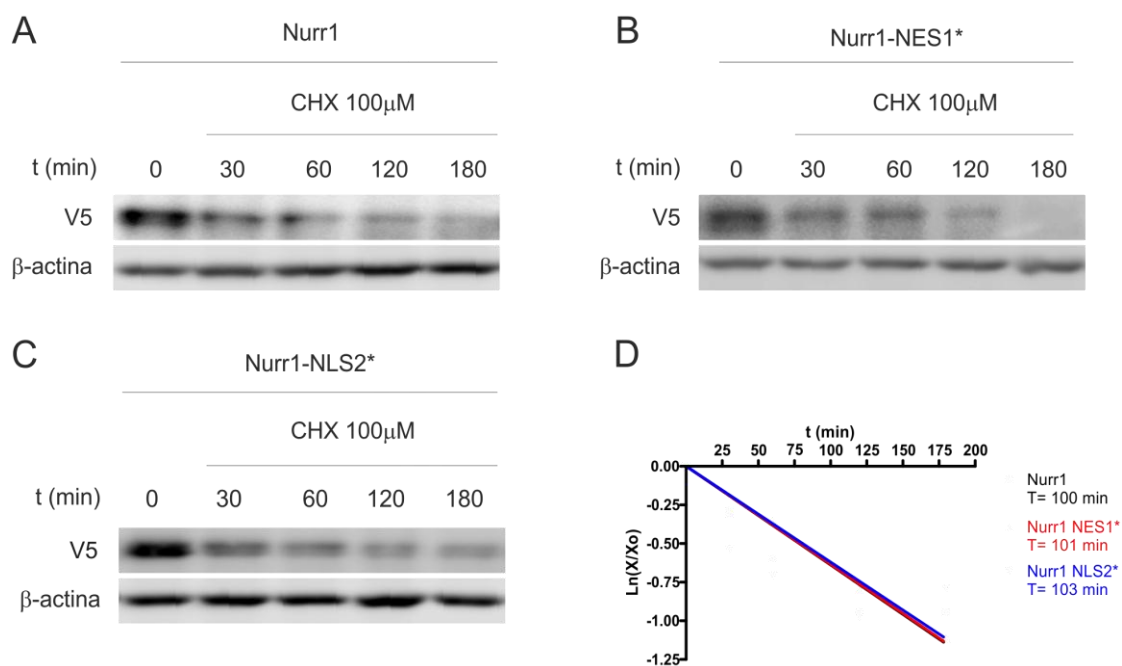 A
Nurr1
CHX 100µM
t (min) 0 30 60 120 180
V5
β-actina
B
Nurr1-NES1*
CHX 100µM
t (min) 0 30 60 120 180
V5
β-actina
C
Nurr1-NLS2*
CHX 100µM
t (min) 0 30 60 120 180
V5
β-actina
D
t (min)
25 50 75 100 125 150 175 200
0.00
-0.25
-0.50
-0.75
-1.00
-1.25
Ln(X/Xo)
Nurr1
T= 100 min
Nurr1 NES1*
T= 101 min
Nurr1 NLS2*
T= 103 min